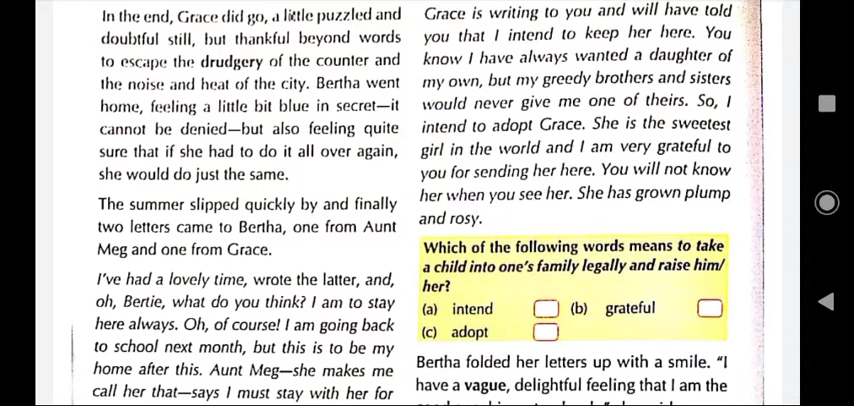 In the end, Grace did go, a little puzzled and
doubtful still, but thankful beyond words
to escape the drudgery of the counter and
the noise and heat of the city. Bertha went
home, feeling a little bit blue in secret—it
cannot be denied—but also feeling quite
sure that if she had to do it all over again,
she would do just the same.
The summer slipped quickly by and finally
two letters came to Bertha, one from Aunt
Meg and one from Grace.
I've had a lovely time, wrote the latter, and,
oh, Bertie, what do you think? I am to stay
here always. Oh, of course! I am going back
to school next month, but this is to be my
home after this. Aunt Meg—she makes me
call her that—says I must stay with her for
Grace is writing to you and will have told
you that I intend to keep her here. You
know I have always wanted a daughter of
my own, but my greedy brothers and sisters
would never give me one of theirs. So, I
intend to adopt Grace. She is the sweetest
girl in the world and I am very grateful to
you for sending her here. You will not know
her when you see her. She has grown plump
and rosy.
Which of the following words means to take
a child into one's family legally and raise him/
her?
(a) intend (b) grateful
(c) adopt
Bertha folded her letters up with a smile. "I
have a vague, delightful feeling that I am the